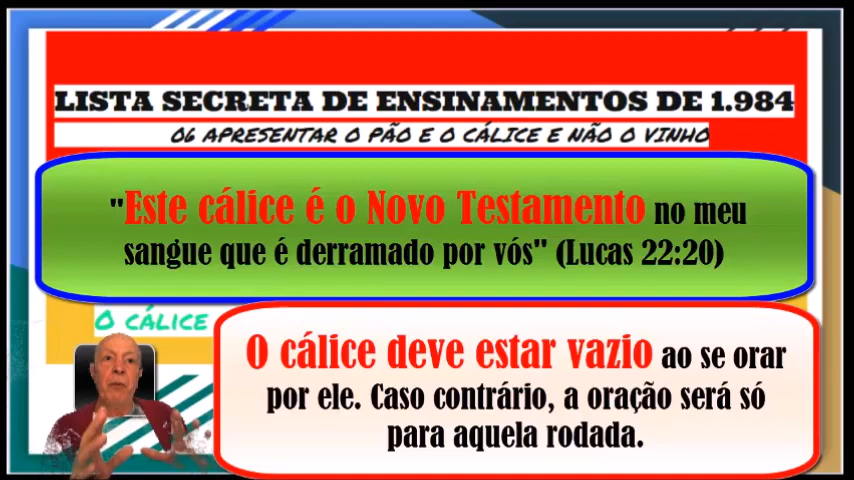 LISTA SECRETA DE ENSINAMENTOS DE 1.984
06 APRESENTAR O PÃO E O CÁLICE E NÃO O VINHO
"Este cálice é o Novo Testamento no meu
sangue que é derramado por vós" (Lucas 22:20)
O CÁLICE
O cálice deve estar vazio ao se orar
por ele. Caso contrário, a oração será só
para aquela rodada.